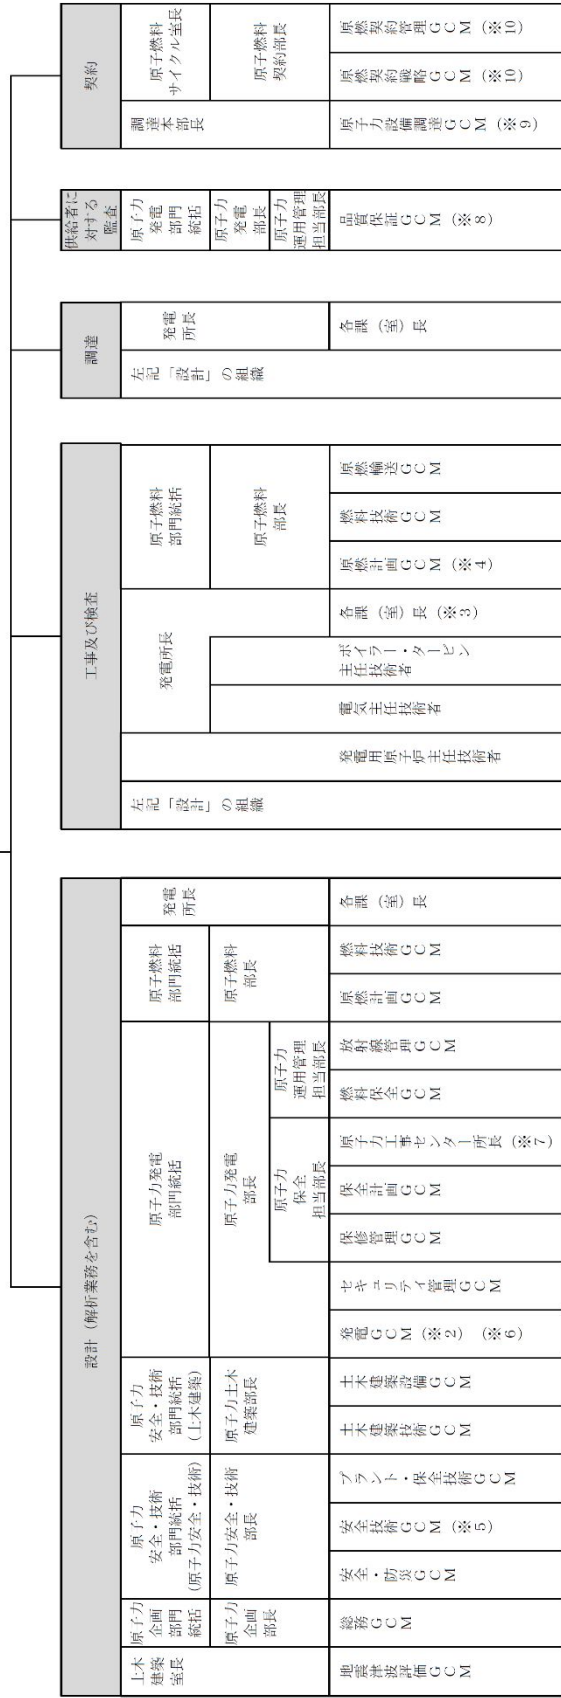 設計（解析業務を含む）
土木
建築
室長
地震津波評価GCM
原子力
企画
部門
統括
原子力
企画
部長
総務GCM
原子力
安全・技術
部門統括
(原子力安全・技術)
原子力安全・技術
部長
安全・防災GCM
安全技術GCM（※5）
プラント・保全技術GCM
原子力
安全・技術
部門統括
(土木建築)
原子力土木
建築部長
土木建築技術GCM
土木建築設備GCM
原子力発電
部門統括
原子力発電
部長
発電GCM（※2）（※6）
セキュリティ管理GCM
原子力
保全
担当部長
保修管理GCM
保全計画GCM
原子力工事センター所長（※7）
原子力
運用管理
担当部長
燃料保全GCM
放射線管理GCM
原子燃料
部門統括
原子燃料
部長
原燃計画GCM
燃料技術GCM
発電
所長
各課（室）長
工事及び検査
左記「設計」の組織
発電用原子炉主任技術者
発電所長
電気主任技術者
ボイラー・タービン
主任技術者
各課（室）長（※3）
原子燃料
部門統括
原子燃料
部長
原燃計画GCM（※4）
燃料技術GCM
原燃輸送GCM
調達
左記「設計」の組織
発電
所長
各課（室）長
供給者に
対する
監査
原子力
発電
部門
統括
原子力
発電
部長
原子力
運用管理
担当部長
品質保証GCM（※8）
契約
調達
本部
長
原子力設備調達GCM（※9）
原子燃料
サイクル室長
原子燃料
契約部長
原燃契約戦略GCM（※10）
原燃契約管理GCM（※10）